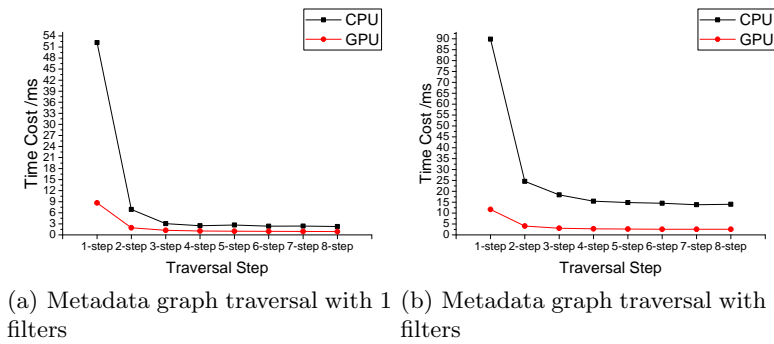 CPU
GPU
54
51
48
45
42
39
36
33
30
27
24
21
18
15
12
9
6
3
0
Time Cost /ms
1-step 2-step 3-step 4-step 5-step 6-step 7-step 8-step
Traversal Step
CPU
GPU
90
85
80
75
70
65
60
55
50
45
40
35
30
25
20
15
10
5
0
Time Cost /ms
1-step 2-step 3-step 4-step 5-step 6-step 7-step 8-step
Traversal Step
(a) Metadata graph traversal with 1
filters
(b) Metadata graph traversal with
filters